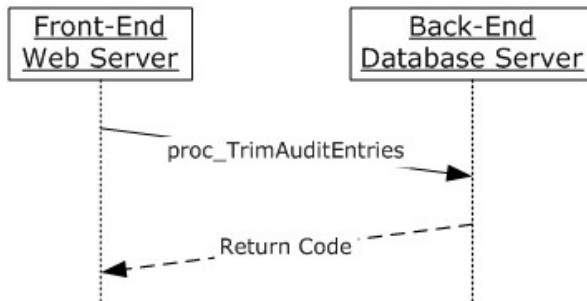 Front-End
Web Server
Back-End
Database Server
proc_TrimAuditEntries
Return Code